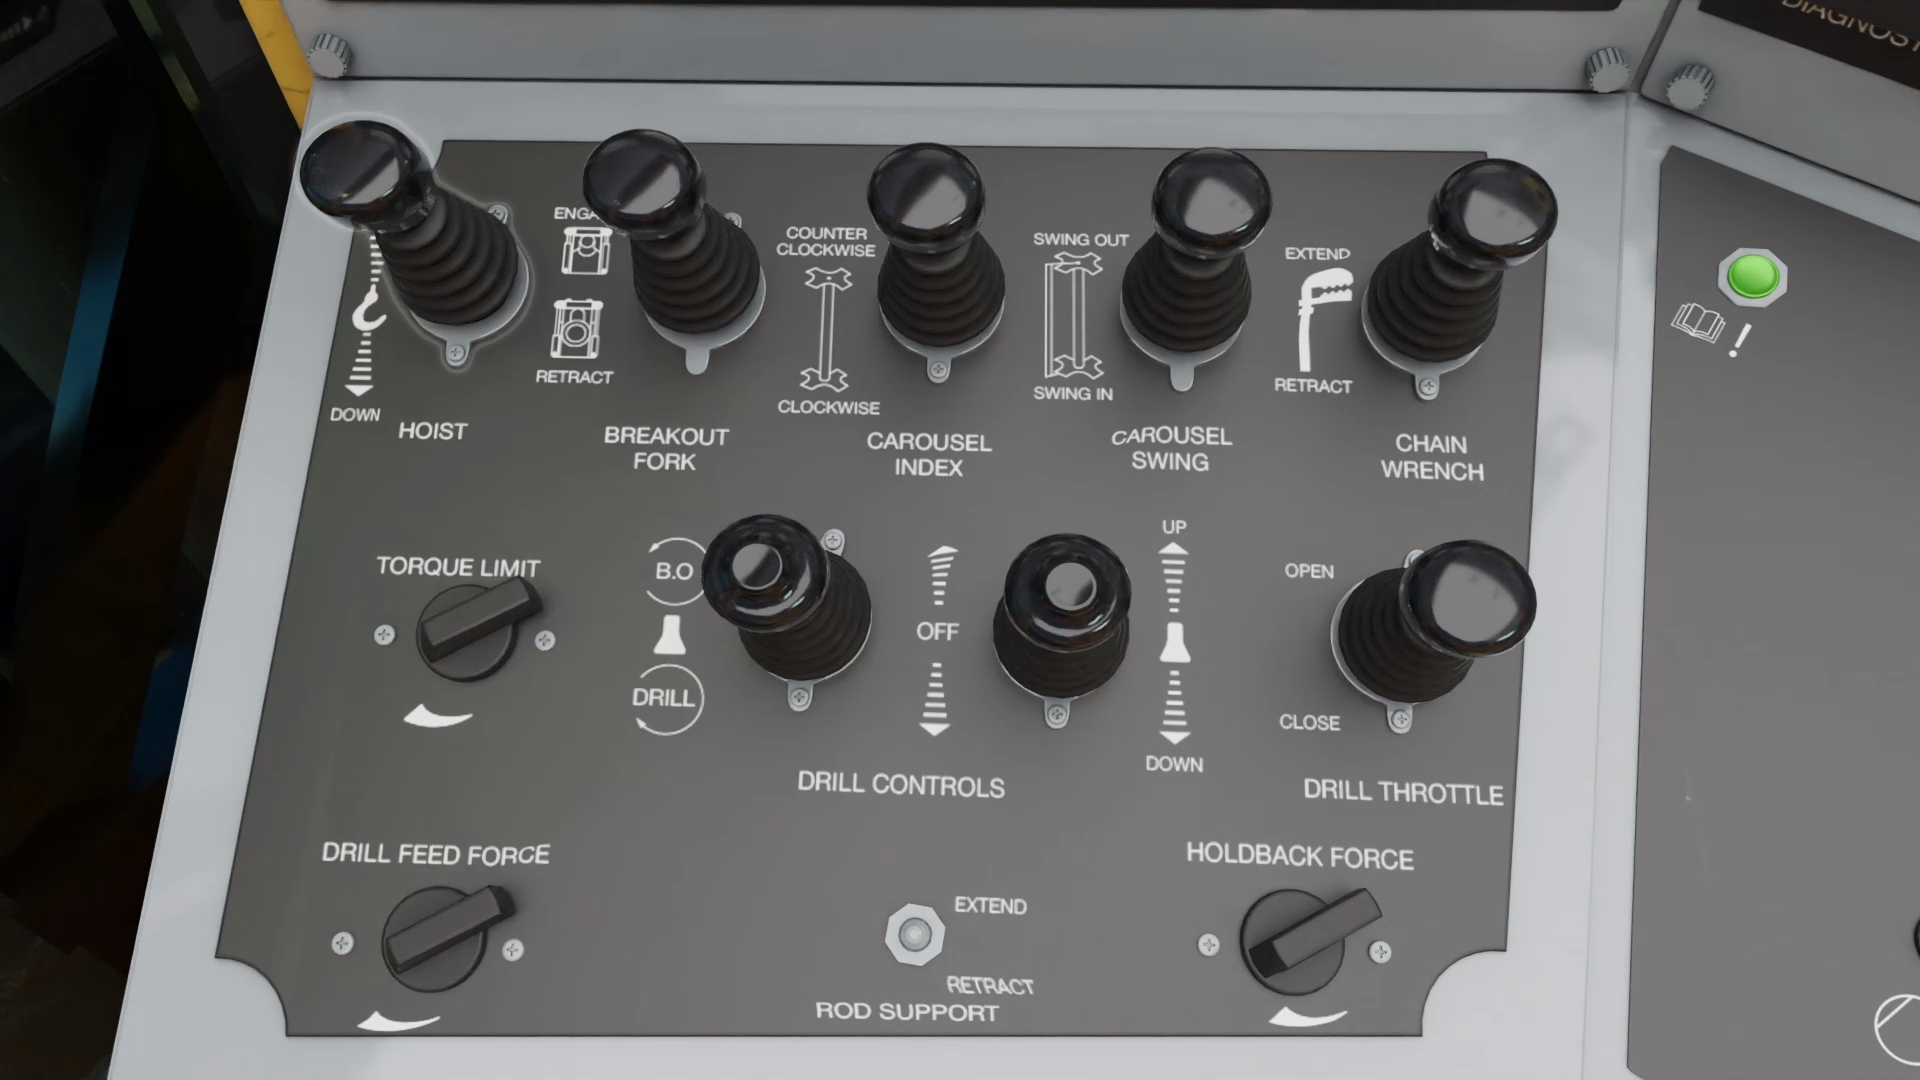 DIAGNOST
ENGA
COUNTER
CLOCKWISE
SWING OUT
EXTEND
RETRACT
SWING IN
RETRACT
CLOCKWISE
DOWN
HOIST
BREAKOUT
FORK
CAROUSEL
INDEX
CAROUSEL
SWING
CHAIN
WRENCH
!
UP
TORQUE LIMIT
B.O
OFF
OPEN
DRILL
CLOSE
DOWN
DRILL CONTROLS
DRILL THROTTLE
DRILL FEED FORCE
HOLDBACK FORCE
EXTEND
RETRACT
ROD SUPPORT